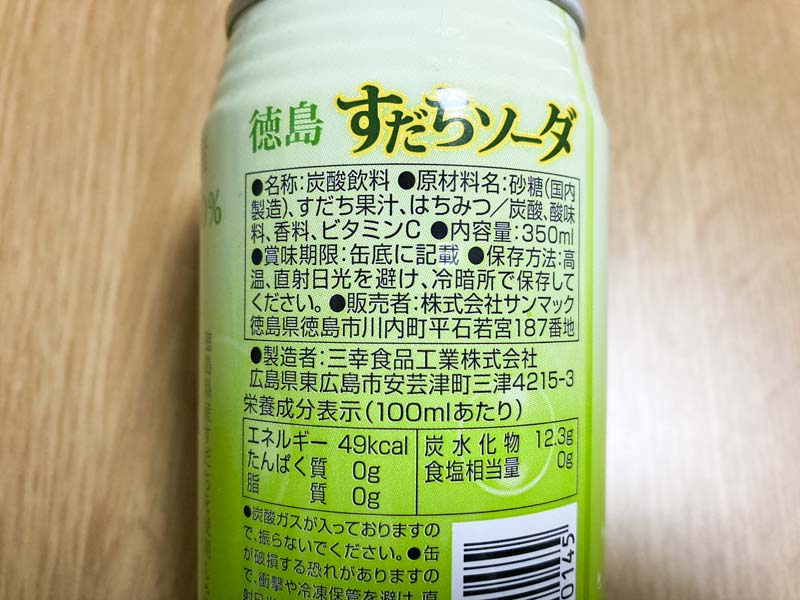 徳島 すだちソーダ
●名称:炭酸飲料 ●原材料名:砂糖(国内
製造)、すだち果汁、はちみつ/炭酸、酸味
料、香料、ビタミンC ●内容量:350ml
●賞味期限:缶底に記載 ●保存方法:高
温、直射日光を避け、冷暗所で保存して
ください。●販売者:株式会社サンマック
徳島県徳島市川内町平石若宮187番地
●製造者:三幸食品工業株式会社
広島県東広島市安芸津町三津4215-3
栄養成分表示(100mlあたり)
エネルギー 49kcal 炭水化物 12.3g
たんぱく質 0g 食塩相当量 0g
脂質 0g
●炭酸ガスが入っておりますの
で、振らないでください。●缶
が破損する恐れがありますの
で、衝撃や冷凍保管を避け、直
射日光
0145
%